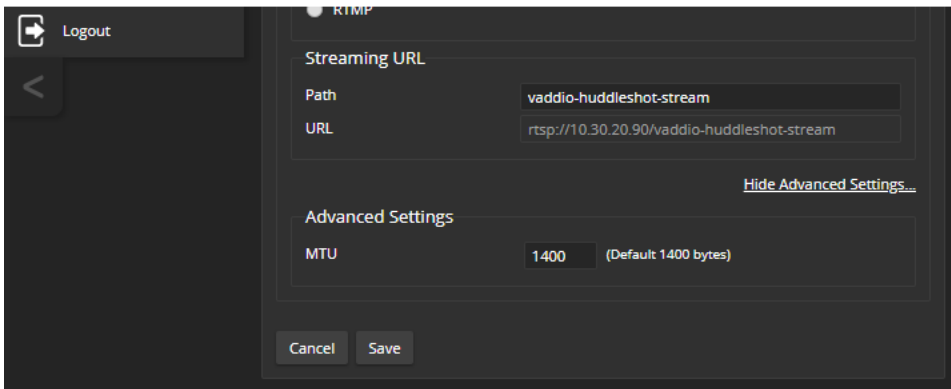 RTMP
Logout
Streaming URL
Path vaddio-huddleshot-stream
URL rtsp://10.30.20.90/vaddio-huddleshot-stream
Hide Advanced Settings...
Advanced Settings
MTU 1400 (Default 1400 bytes)
Cancel Save